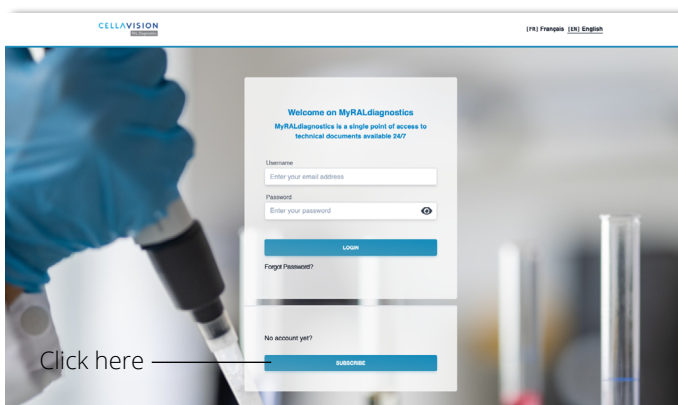 CELLAVISION
RAL Diagnostics
[FR] Français [EN] English
Welcome on MyRALdiagnostics
MyRALdiagnostics is a single point of access to
technical documents available 24/7
Username
Enter your email address
Password
Enter your password
LOGIN
Forgot Password?
No account yet?
Click here
SUBSCRIBE